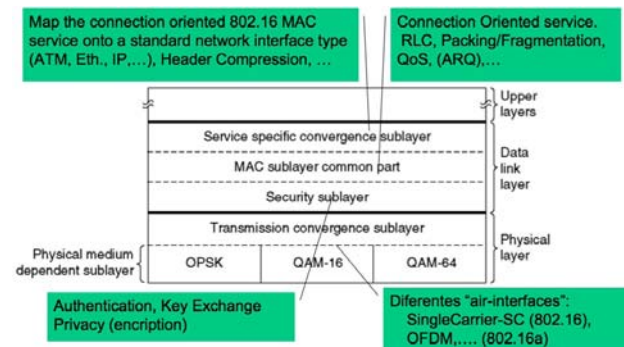 Map the connection oriented 802.16 MAC
service onto a standard network interface type
(ATM, Eth., IP,...), Header Compression, ...
Connection Oriented service.
RLC, Packing/Fragmentation,
QoS, (ARQ),...
Upper
layers
Service specific convergence sublayer
MAC sublayer common part
Security sublayer
Data
link
layer
Transmission convergence sublayer
Physical
layer
Physical medium
dependent sublayer
OPSK
QAM-16
QAM-64
Authentication, Key Exchange
Privacy (encription)
Diferentes “air-interfaces”:
SingleCarrier-SC (802.16),
OFDM,.... (802.16a)